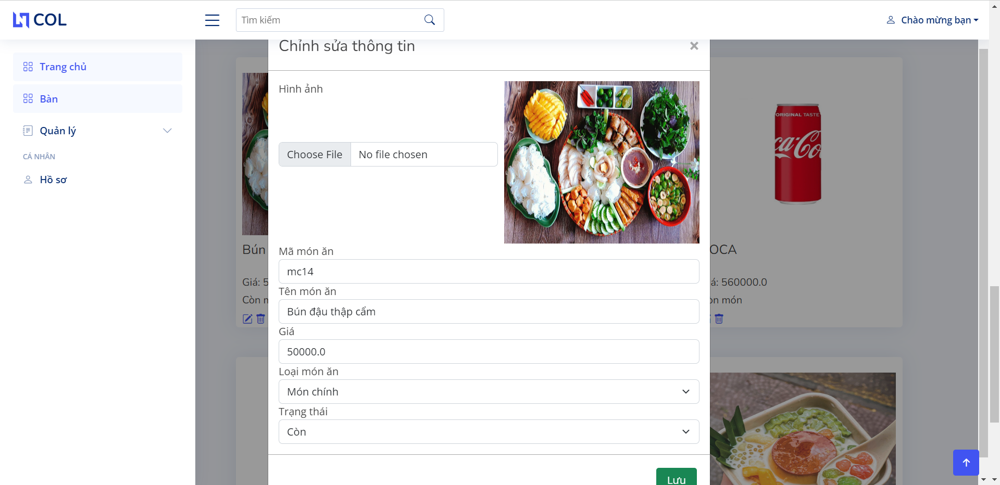 COL
Tìm kiếm
Chào mừng bạn
Trang chủ
Bàn
Quản lý
CÁ NHÂN
Hồ sơ
Chỉnh sửa thông tin
×
Hình ảnh
Choose File No file chosen
Mã món ăn
mc14
Tên món ăn
Bún đậu thập cẩm
Giá
50000.0
Loại món ăn
Món chính
Trạng thái
Còn
Lưu
Bún
Giá: 5
Còn
ORIGINAL TASTE
OCA
560000.0
món